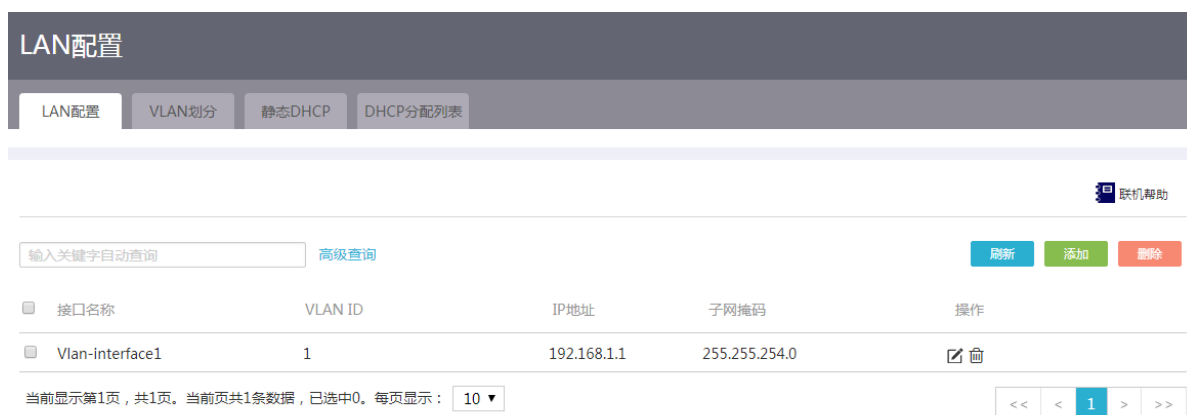 LAN配置
LAN配置 VLAN划分 静态DHCP DHCP分配列表
联机帮助
输入关键字自动查询 高级查询 刷新 添加 删除
接口名称 VLAN ID IP地址 子网掩码 操作
Vlan-interface1 1 192.168.1.1 255.255.254.0
当前显示第1页，共1页。当前页共1条数据，已选中0。每页显示： 10 << < 1 > >>